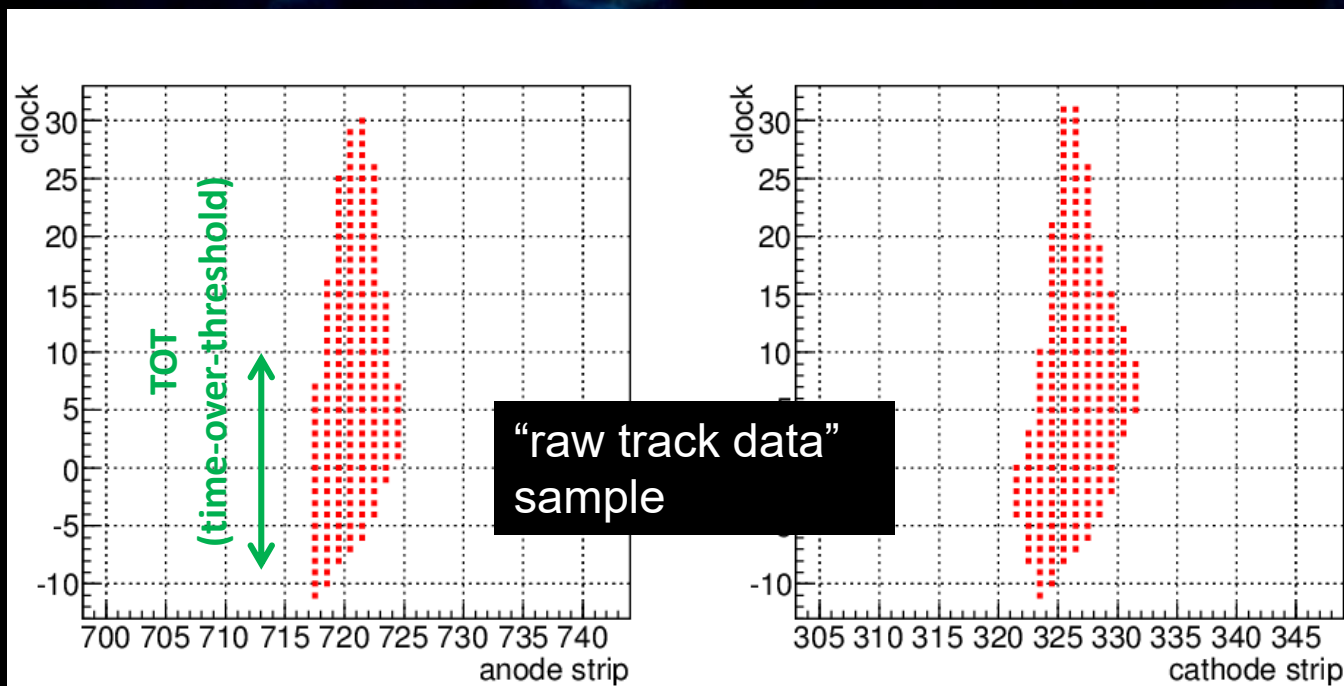 clock
30
25
20
15
10
5
0
-5
-10
700 705 710 715 720 725 730 735 740
anode strip
TOT
(time-over-threshold)
“raw track data”
sample
clock
30
25
20
15
10
0
-5
-10
305 310 315 320 325 330 335 340 345
cathode strip